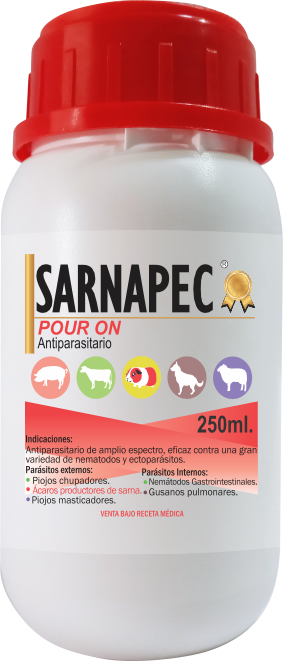 SARNAPEC®
POUR ON
Antiparasitario
250ml.
Indicaciones:
Antiparasitario de amplio espectro, eficaz contra una gran
variedad de nematodos y ectoparásitos.
Parásitos externos:
• Piojos chupadores.
• Ácaros productores de sarna.
• Piojos masticadores.
Parásitos Internos:
• Nemátodos Gastrointestinales.
• Gusanos pulmonares.
VENTA BAJO RECETA MÉDICA